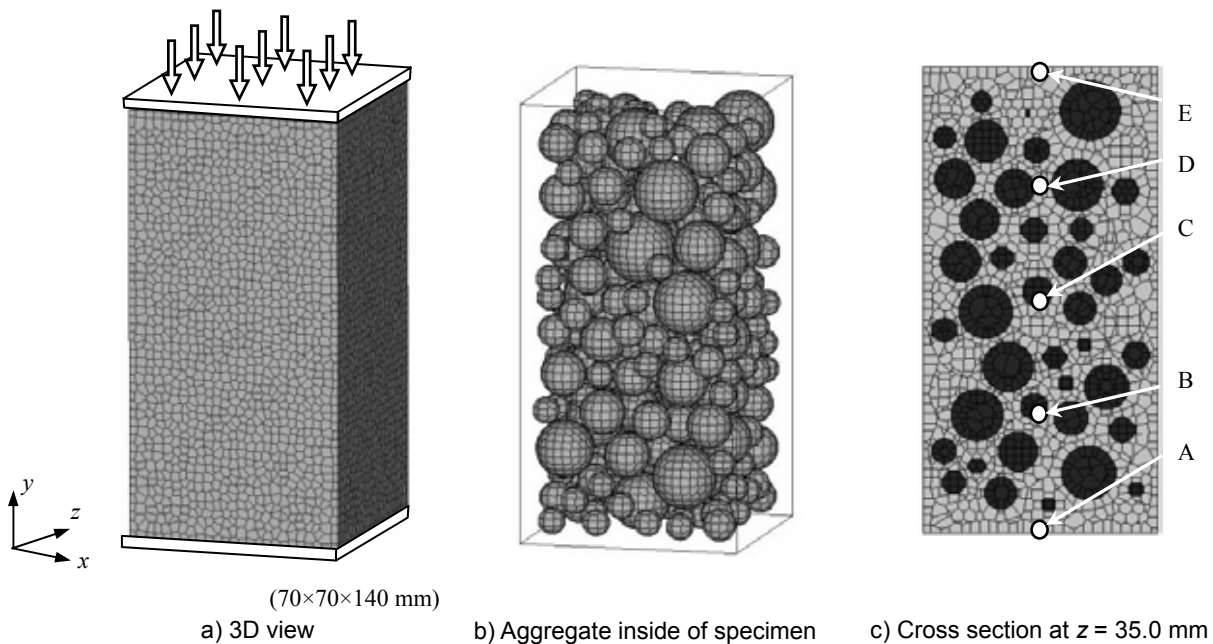 E
D
C
B
A
y
z
x
(70×70×140 mm)
a) 3D view
b) Aggregate inside of specimen
c) Cross section at z = 35.0 mm